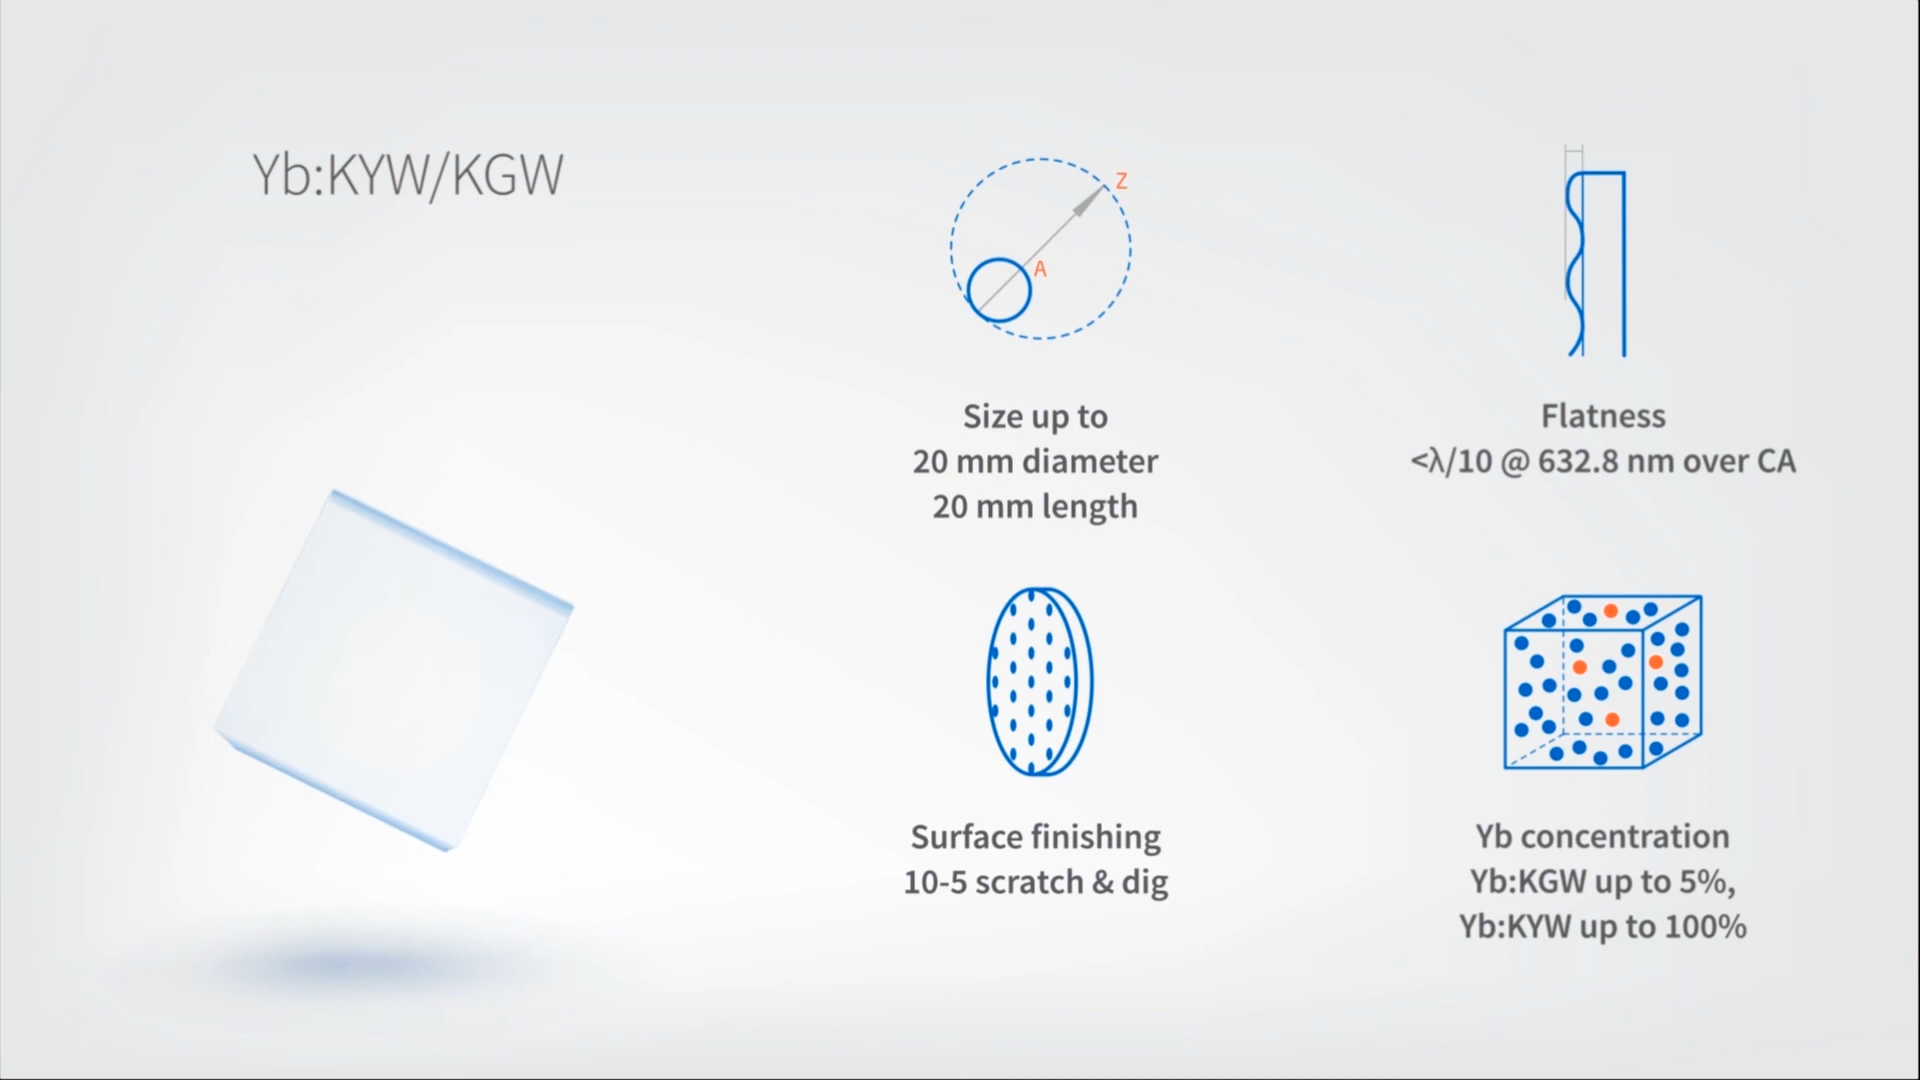 Yb:KYW/KGW
Z
A
Size up to
20 mm diameter
20 mm length
Flatness
<λ/10 @ 632.8 nm over CA
Surface finishing
10-5 scratch & dig
Yb concentration
Yb:KGW up to 5%,
Yb:KYW up to 100%